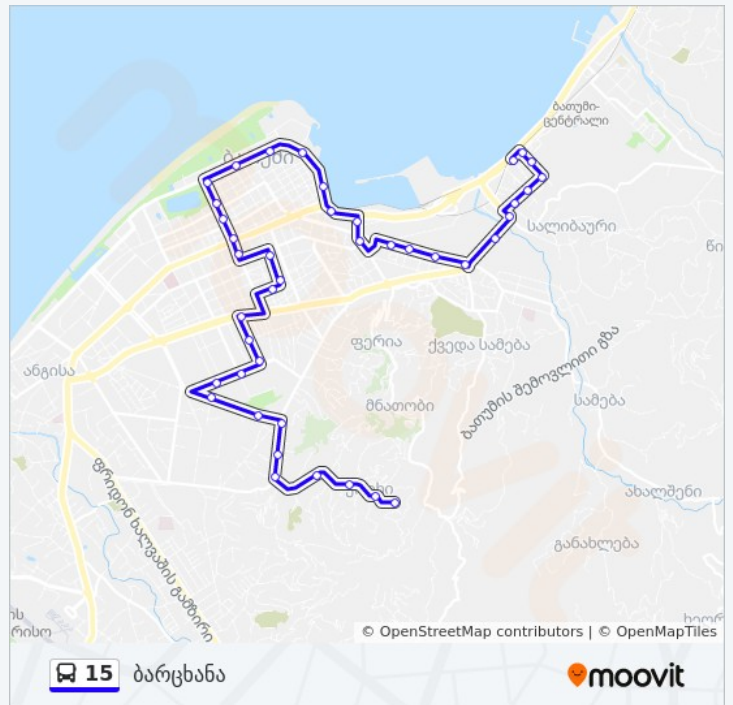 ბათუმი-
ცენტრალი
სალიბაური
ფერია
ქვედა სამება
ანგისა
მნათობი
ბათუმის შემოვლითი გზა
სამება
ახალშენი
განახლება
ფრიდონ ხალვაშის გამზირი
© OpenStreetMap contributors | © OpenMapTiles
15 ბარცხანა
moovit